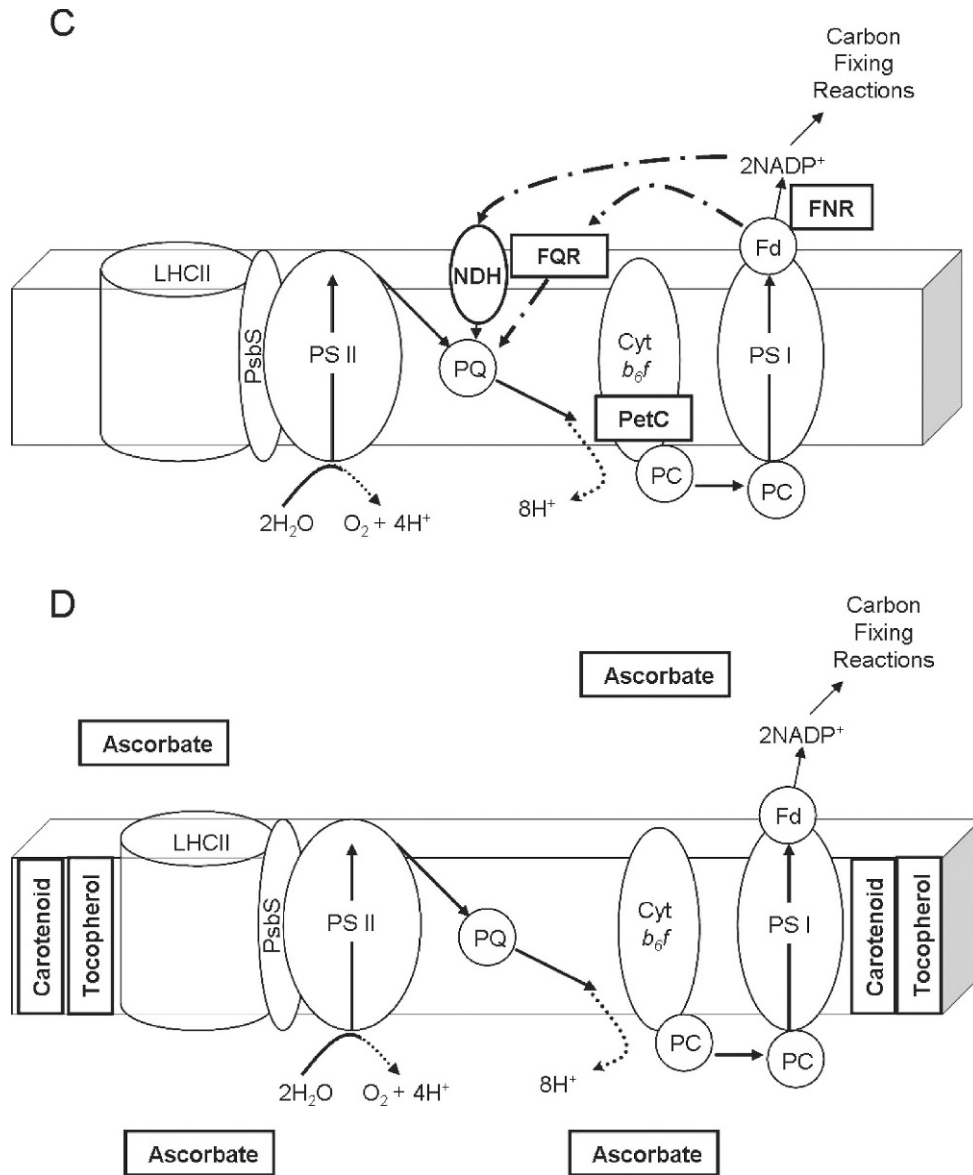 C
Carbon
Fixing
Reactions
2NADP⁺
FNR
Fd
LHCII
NDH
FQR
PsbS
PS II
PQ
Cyt
b₆f
PS I
PetC
PC
PC
2H₂O
O₂ + 4H⁺
8H⁺
D
Carbon
Fixing
Reactions
Ascorbate
Ascorbate
2NADP⁺
Fd
LHCII
Carotenoid
Tocopherol
PsbS
PS II
PQ
Cyt
b₆f
PS I
Carotenoid
Tocopherol
PC
PC
2H₂O
O₂ + 4H⁺
8H⁺
Ascorbate
Ascorbate